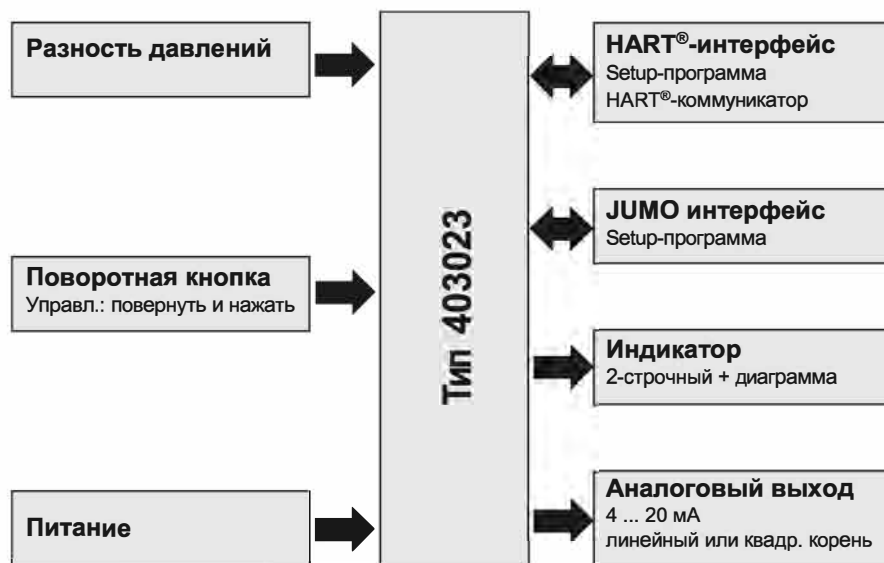 Разность давлений
Поворотная кнопка
Управл.: повернуть и нажать
Питание
Тип 403023
HART®-интерфейс
Setup-программа
HART®-коммуникатор
JUMO интерфейс
Setup-программа
Индикатор
2-строчный + диаграмма
Аналоговый выход
4 ... 20 мА
линейный или квадр. корень